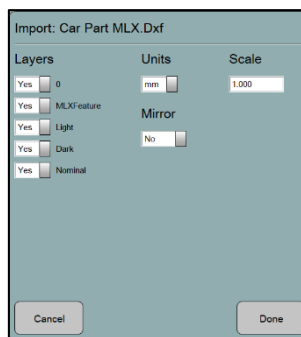 Import: Car Part MLX.Dxf
Layers Units Scale
Yes 0 mm 1.000
Yes MLXFeature
Mirror
Yes Light
No
Yes Dark
Yes Nominal
Cancel Done